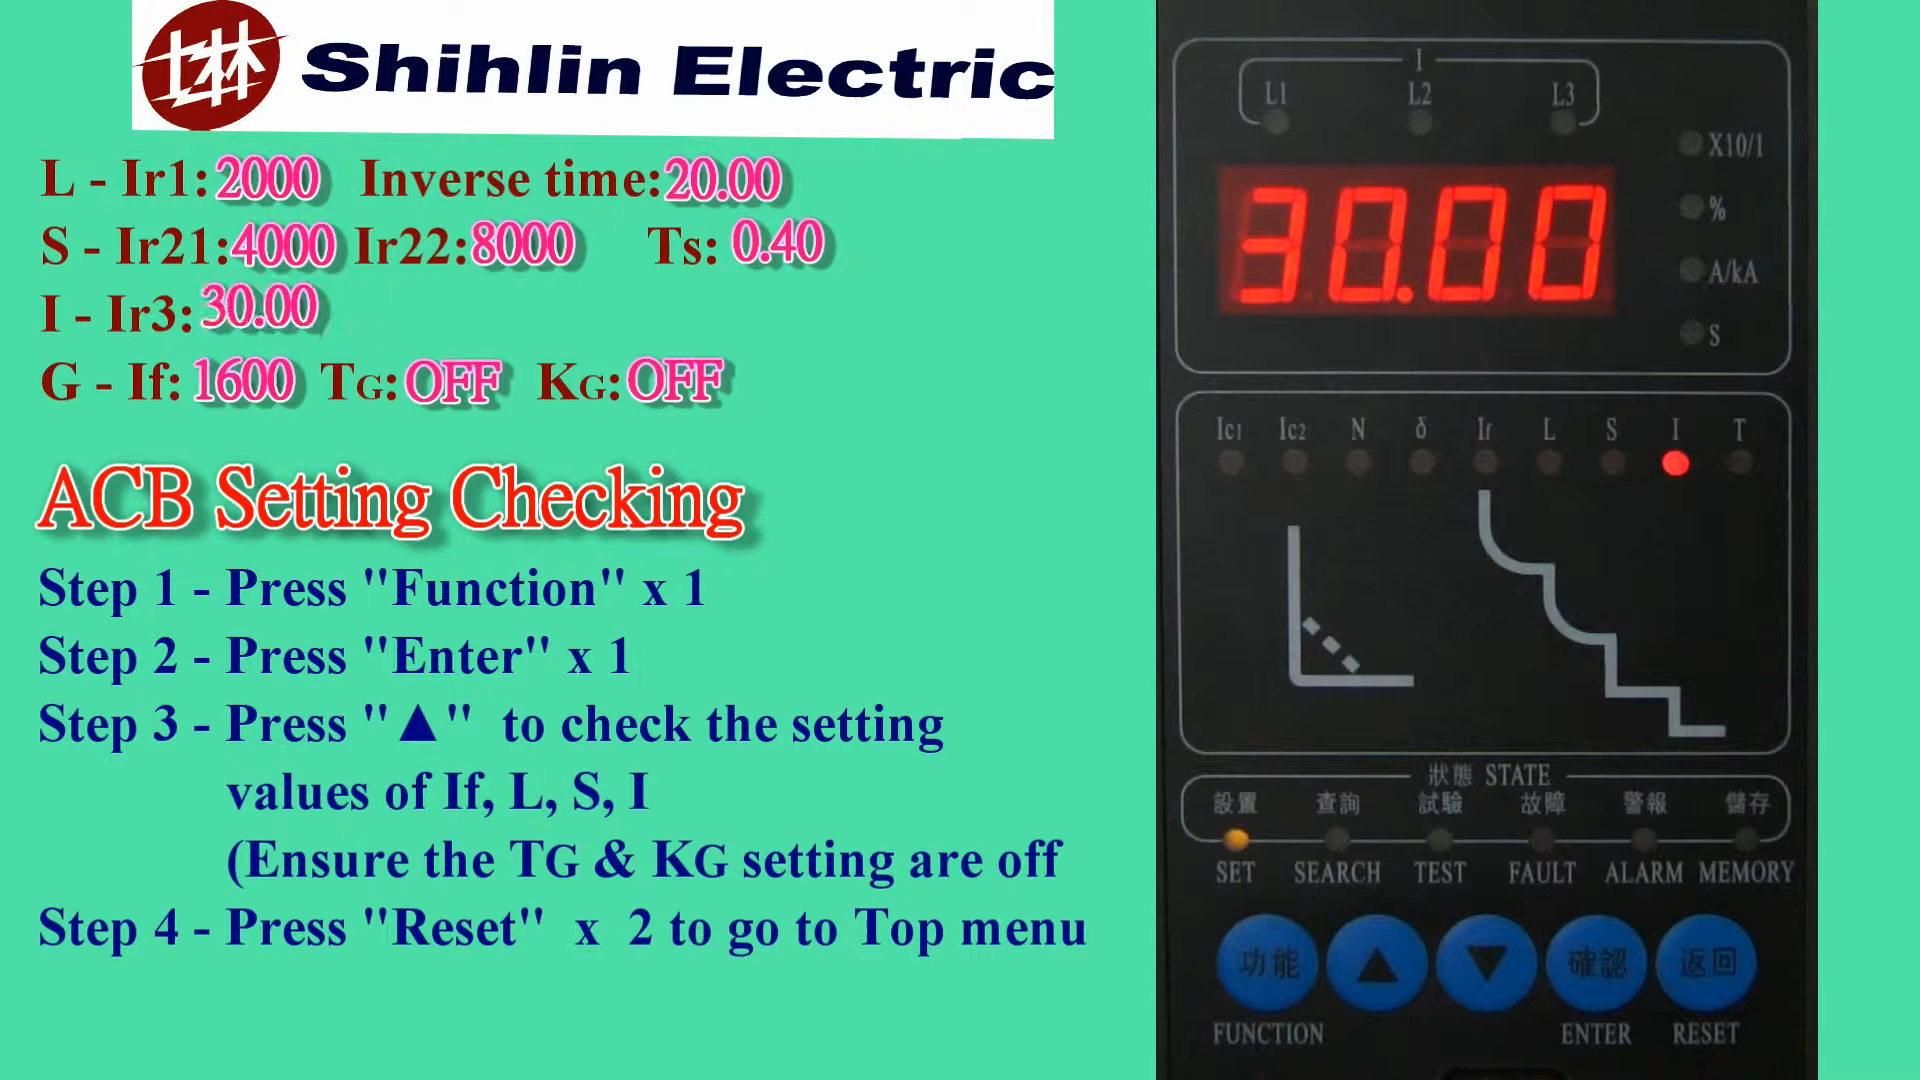 Shihlin Electric
L - Ir1: 2000 Inverse time: 20.00
S - Ir21: 4000 Ir22: 8000 Ts: 0.40
I - Ir3: 30.00
G - If: 1600 TG: OFF KG: OFF
ACB Setting Checking
Step 1 - Press "Function" x 1
Step 2 - Press "Enter" x 1
Step 3 - Press "▲" to check the setting
values of If, L, S, I
(Ensure the TG & KG setting are off
Step 4 - Press "Reset" x 2 to go to Top menu
I
L1 L2 L3
X10/1
%
A/kA
S
30.00
Ic1 Ic2 N δ If L S I T
狀態 STATE
設置 查詢 試驗 故障 警報 儲存
SET SEARCH TEST FAULT ALARM MEMORY
功能 ▲ ▼ 確認 返回
FUNCTION ENTER RESET